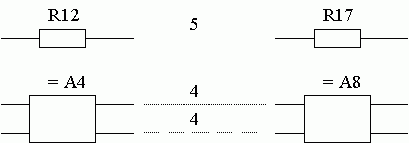 R12 5 R17
= A4 4 = A8
4